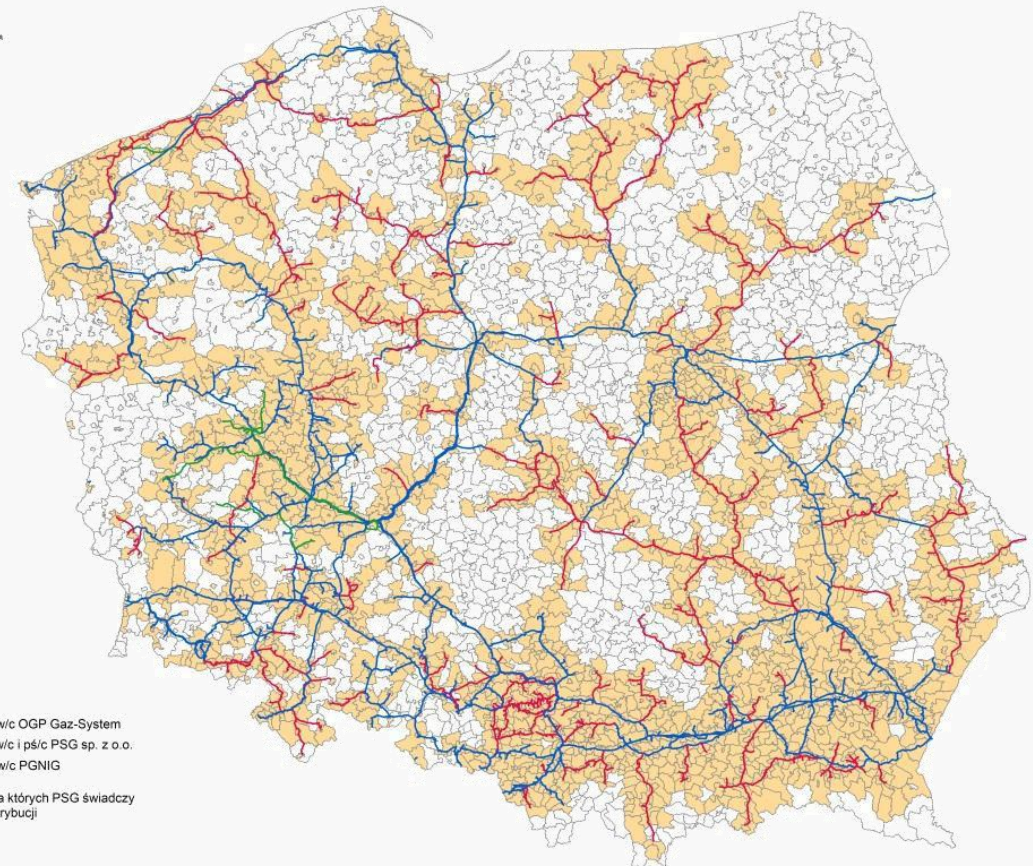 w/c OGP Gaz-System
w/c i pś/c PSG sp. z o.o.
w/c PGNIG
a których PSG świadczy
rybucji